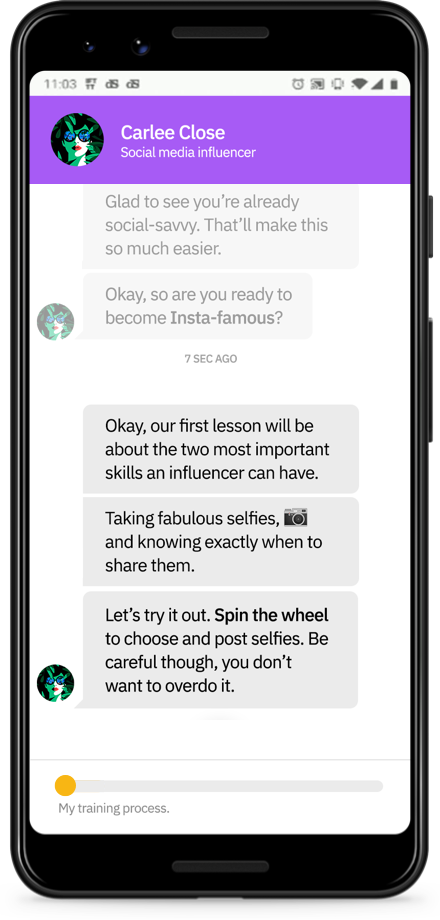 11:03
Carlee Close
Social media influencer
Glad to see you’re already
social-savvy. That’ll make this
so much easier.
Okay, so are you ready to
become Insta-famous?
7 SEC AGO
Okay, our first lesson will be
about the two most important
skills an influencer can have.
Taking fabulous selfies, 📷
and knowing exactly when to
share them.
Let’s try it out. Spin the wheel
to choose and post selfies. Be
careful though, you don’t
want to overdo it.
My training process.